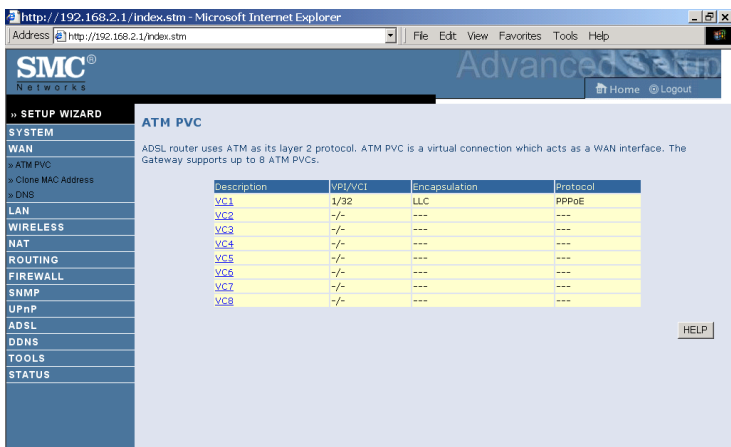 http://192.168.2.1/index.stm - Microsoft Internet Explorer
Address http://192.168.2.1/index.stm File Edit View Favorites Tools Help
SMC®
Networks
Advanced Setup
Home Logout
» SETUP WIZARD
SYSTEM
WAN
» ATM PVC
» Clone MAC Address
» DNS
LAN
WIRELESS
NAT
ROUTING
FIREWALL
SNMP
UPnP
ADSL
DDNS
TOOLS
STATUS
ATM PVC
ADSL router uses ATM as its layer 2 protocol. ATM PVC is a virtual connection which acts as a WAN interface. The
Gateway supports up to 8 ATM PVCs.
Description VPI/VCI Encapsulation Protocol
VC1 1/32 LLC PPPoE
VC2 -/- --- ---
VC3 -/- --- ---
VC4 -/- --- ---
VC5 -/- --- ---
VC6 -/- --- ---
VC7 -/- --- ---
VC8 -/- --- ---
HELP